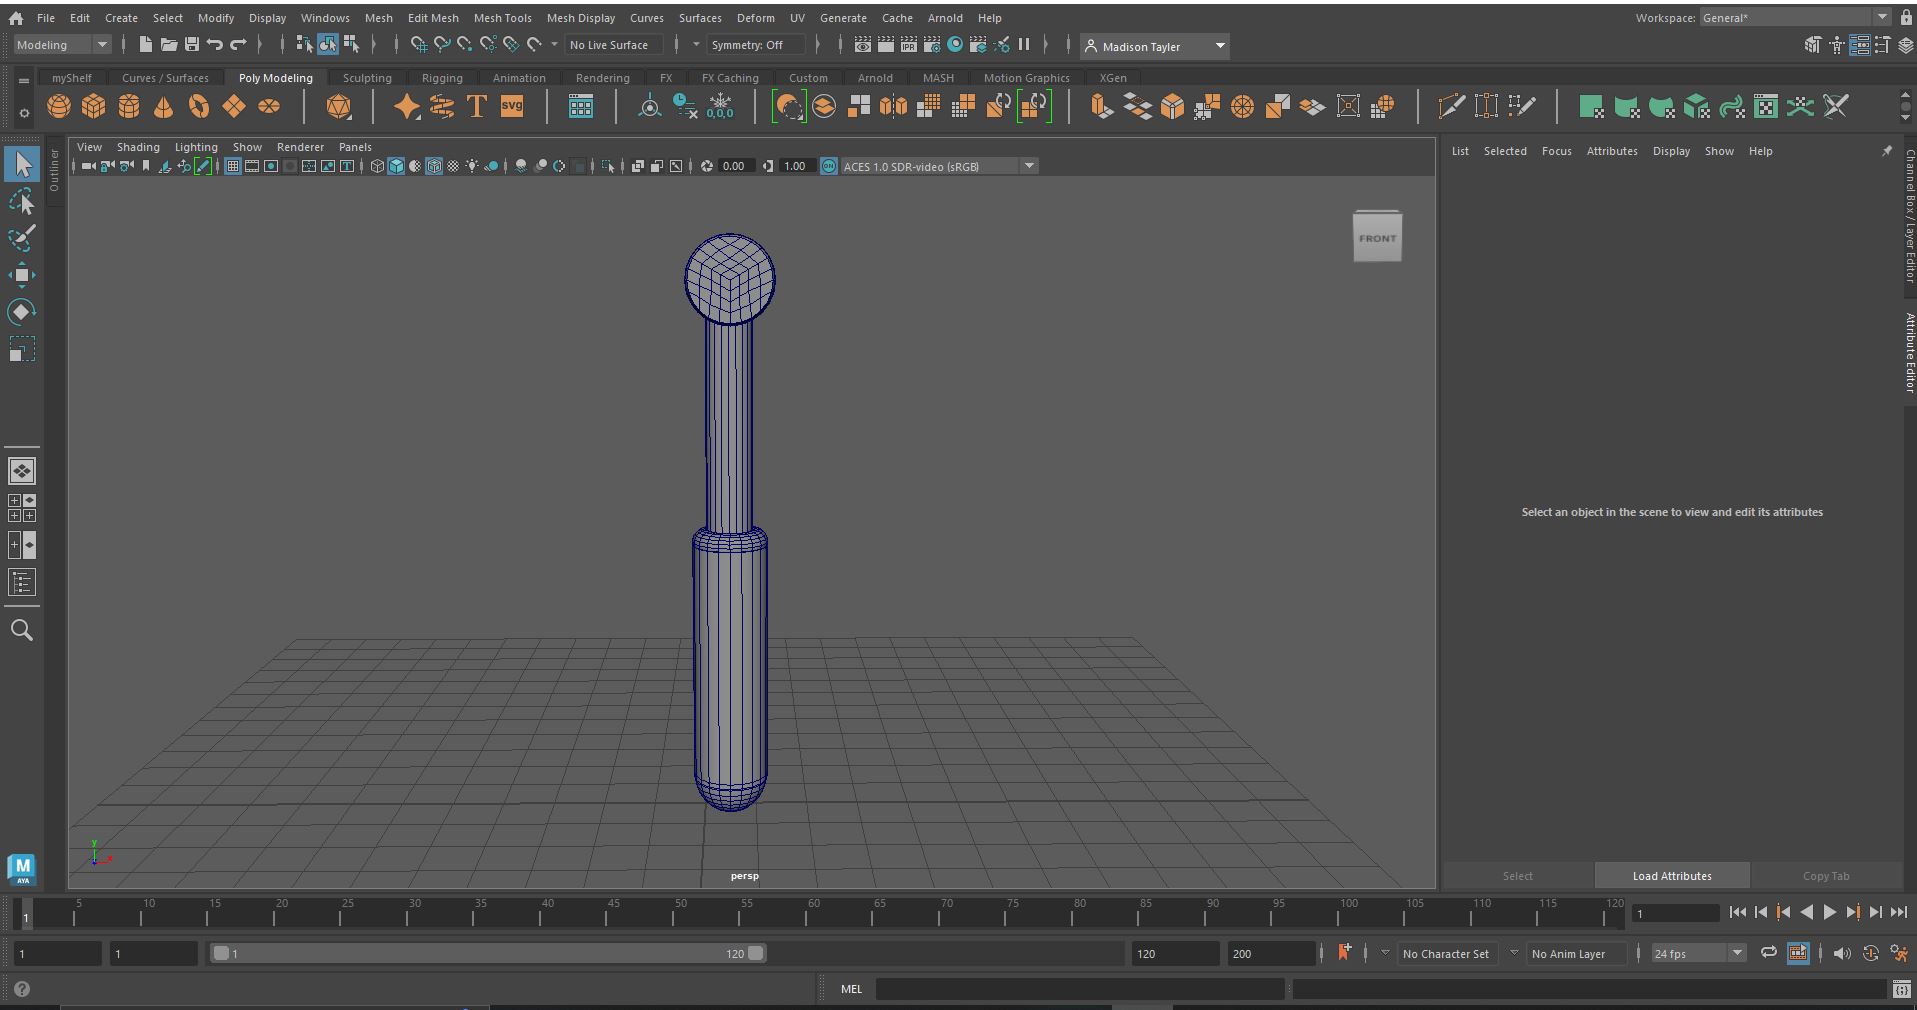 File Edit Create Select Modify Display Windows Mesh Edit Mesh Mesh Tools Mesh Display Curves Surfaces Deform UV Generate Cache Arnold Help Workspace: General*
Modeling No Live Surface Symmetry: Off IPR Madison Tayler
myShelf Curves / Surfaces Poly Modeling Sculpting Rigging Animation Rendering FX FX Caching Custom Arnold MASH Motion Graphics XGen
T SVG 0,0,0
View Shading Lighting Show Renderer Panels
0.00 1.00 ON ACES 1.0 SDR-video (sRGB)
List Selected Focus Attributes Display Show Help
Outliner
Channel Box / Layer Editor
Attribute Editor
FRONT
Select an object in the scene to view and edit its attributes
y
x
persp
M
AYA
Select Load Attributes Copy Tab
1 5 10 15 20 25 30 35 40 45 50 55 60 65 70 75 80 85 90 95 100 105 110 115 120 1
1 1 1 120 120 200 No Character Set No Anim Layer 24 fps
MEL